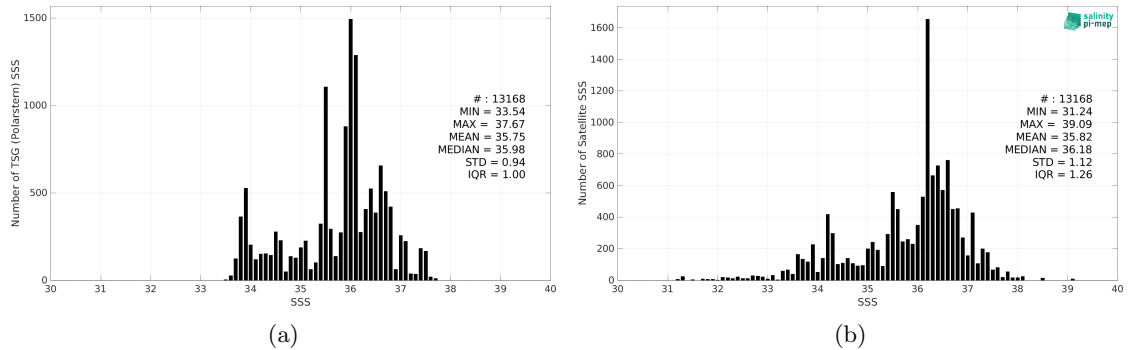 1500
1000
500
0
30 31 32 33 34 35 36 37 38 39 40
SSS
Number of TSG (Polarstern) SSS
# : 13168
MIN = 33.54
MAX = 37.67
MEAN = 35.75
MEDIAN = 35.98
STD = 0.94
IQR = 1.00
(a)
1600
1400
1200
1000
800
600
400
200
0
30 31 32 33 34 35 36 37 38 39 40
SSS
Number of Satellite SSS
salinity
pi-mep
# : 13168
MIN = 31.24
MAX = 39.09
MEAN = 35.82
MEDIAN = 36.18
STD = 1.12
IQR = 1.26
(b)